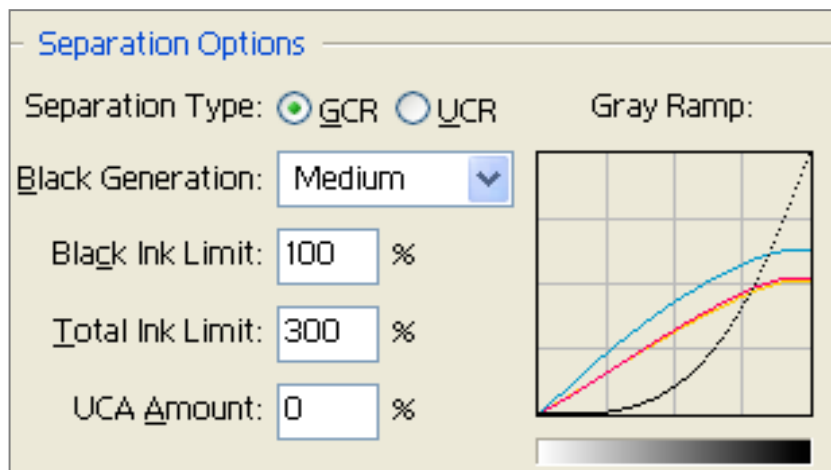 Separation Options
Separation Type: GCR UCR
Gray Ramp:
Black Generation: Medium
Black Ink Limit: 100 %
Total Ink Limit: 300 %
UCA Amount: 0 %